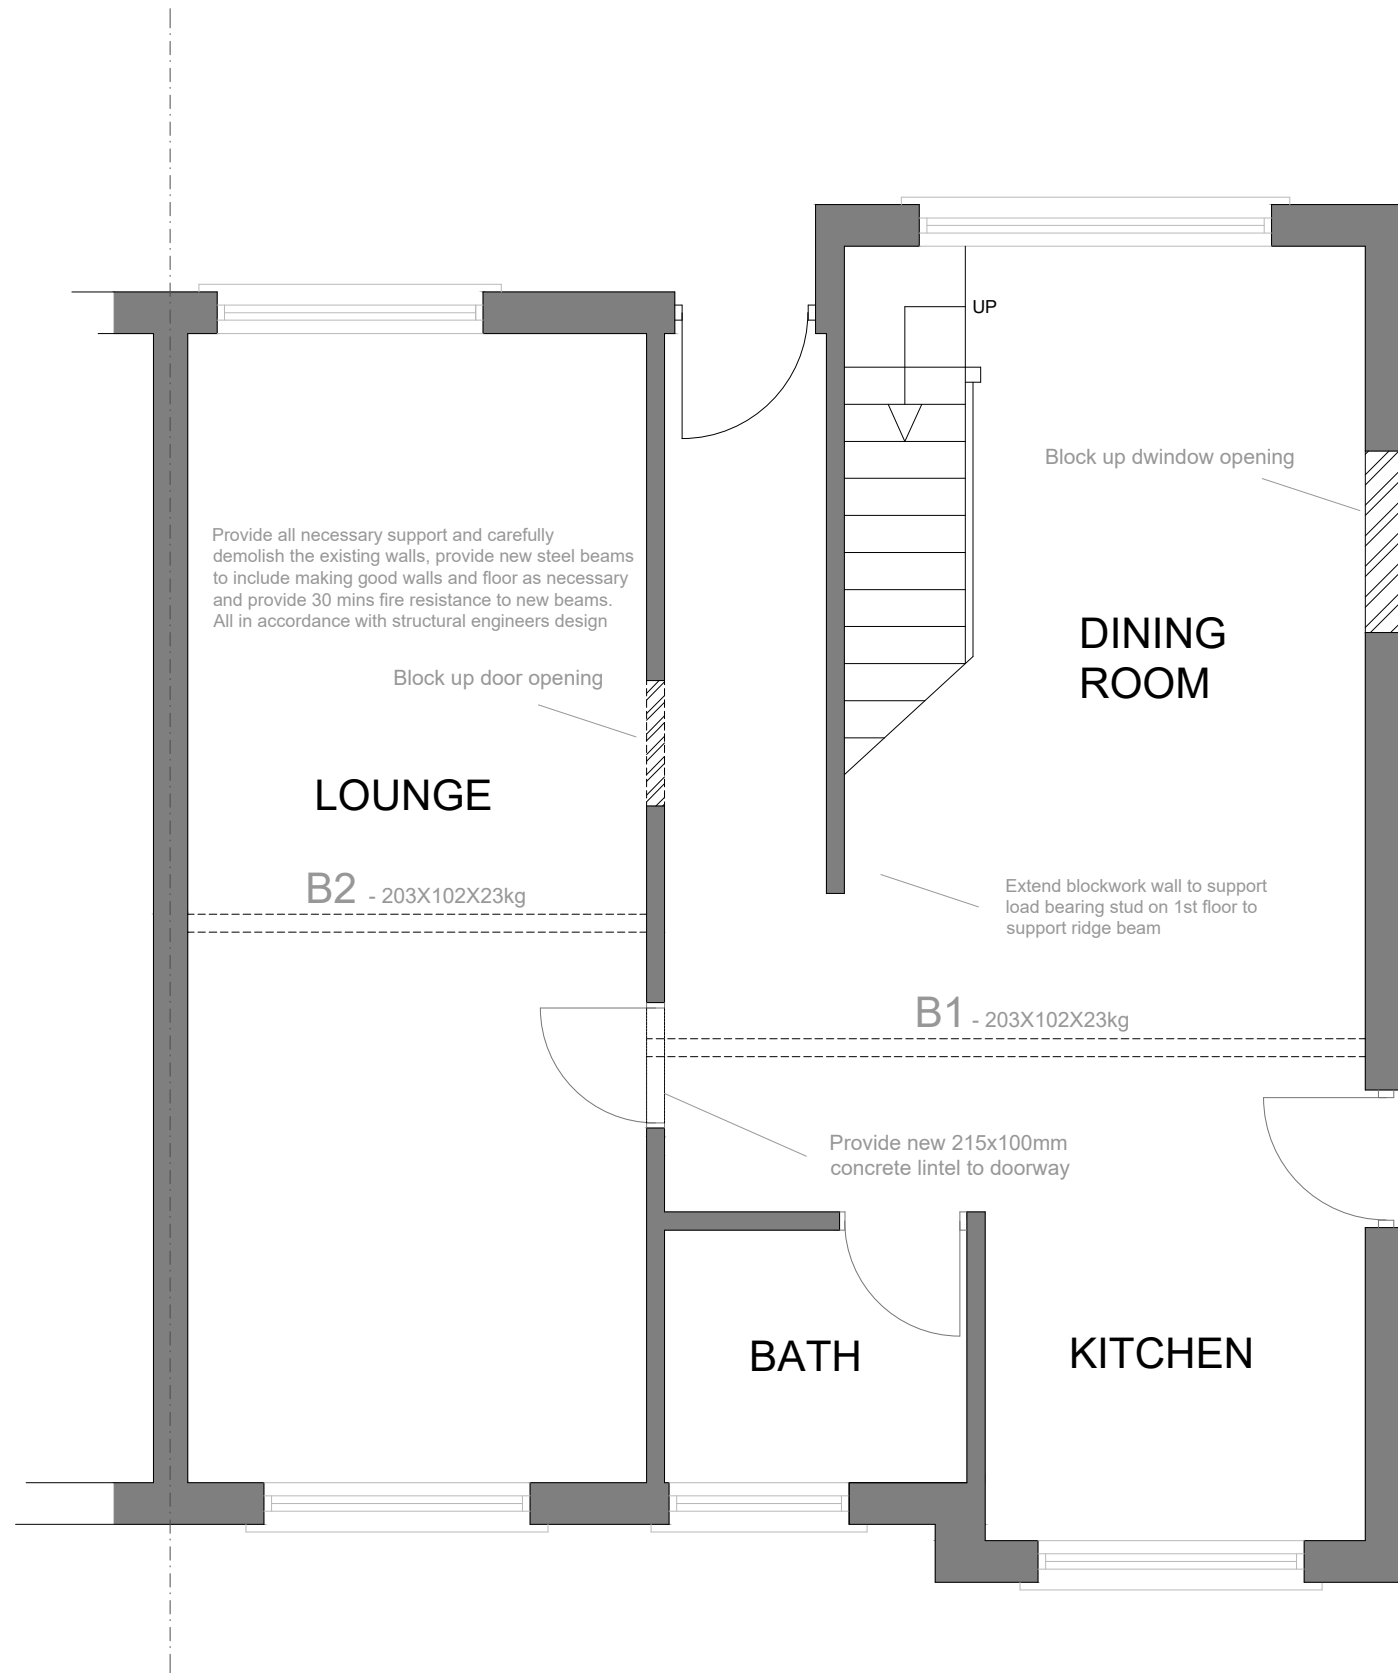 UP
Block up dwindow opening
Provide all necessary support and carefully
demolish the existing walls, provide new steel beams
to include making good walls and floor as necessary
and provide 30 mins fire resistance to new beams.
All in accordance with structural engineers design
DINING
ROOM
Block up door opening
LOUNGE
B2 - 203X102X23kg
Extend blockwork wall to support
load bearing stud on 1st floor to
support ridge beam
B1 - 203X102X23kg
Provide new 215x100mm
concrete lintel to doorway
BATH
KITCHEN